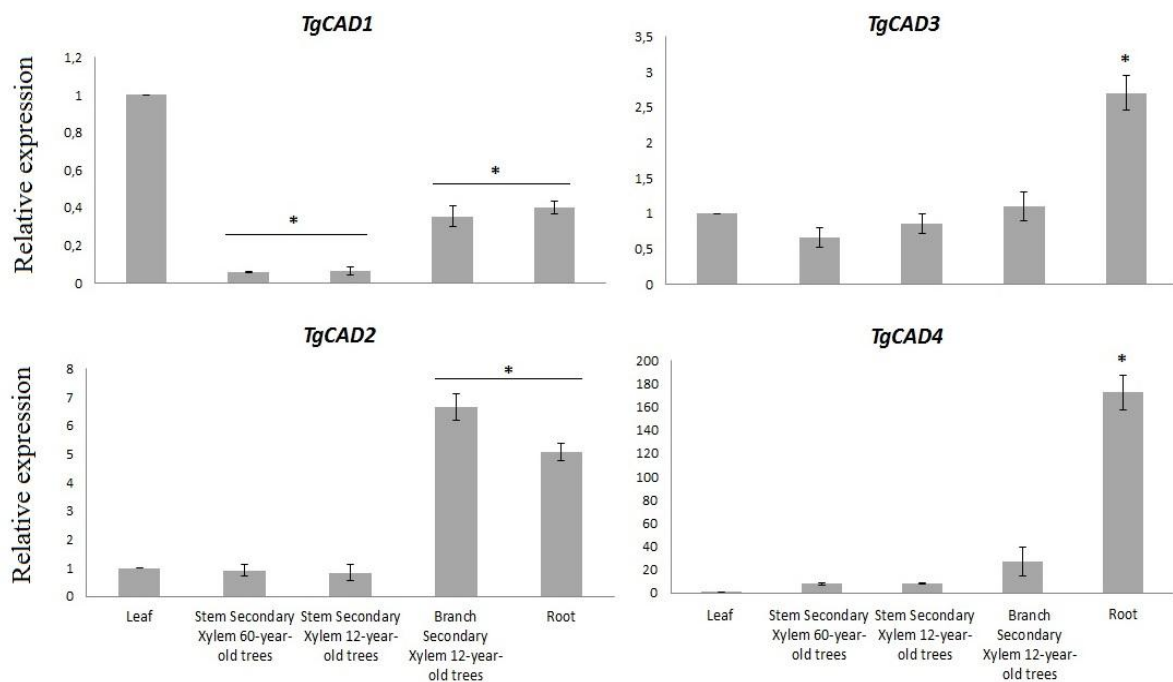 TgCAD1
Relative expression
1,2
1
0,8
0,6
0,4
0,2
0
*
*
TgCAD3
3,5
3
2,5
2
1,5
1
0,5
0
*
TgCAD2
Relative expression
8
7
6
5
4
3
2
1
0
*
Leaf
Stem Secondary
Xylem 60-year-
old trees
Stem Secondary
Xylem 12-year-
old trees
Branch
Secondary
Xylem 12-year-
old trees
Root
TgCAD4
200
180
160
140
120
100
80
60
40
20
0
*
Leaf
Stem Secondary
Xylem 60-year-
old trees
Stem Secondary
Xylem 12-year-
old trees
Branch
Secondary
Xylem 12-year-
old trees
Root